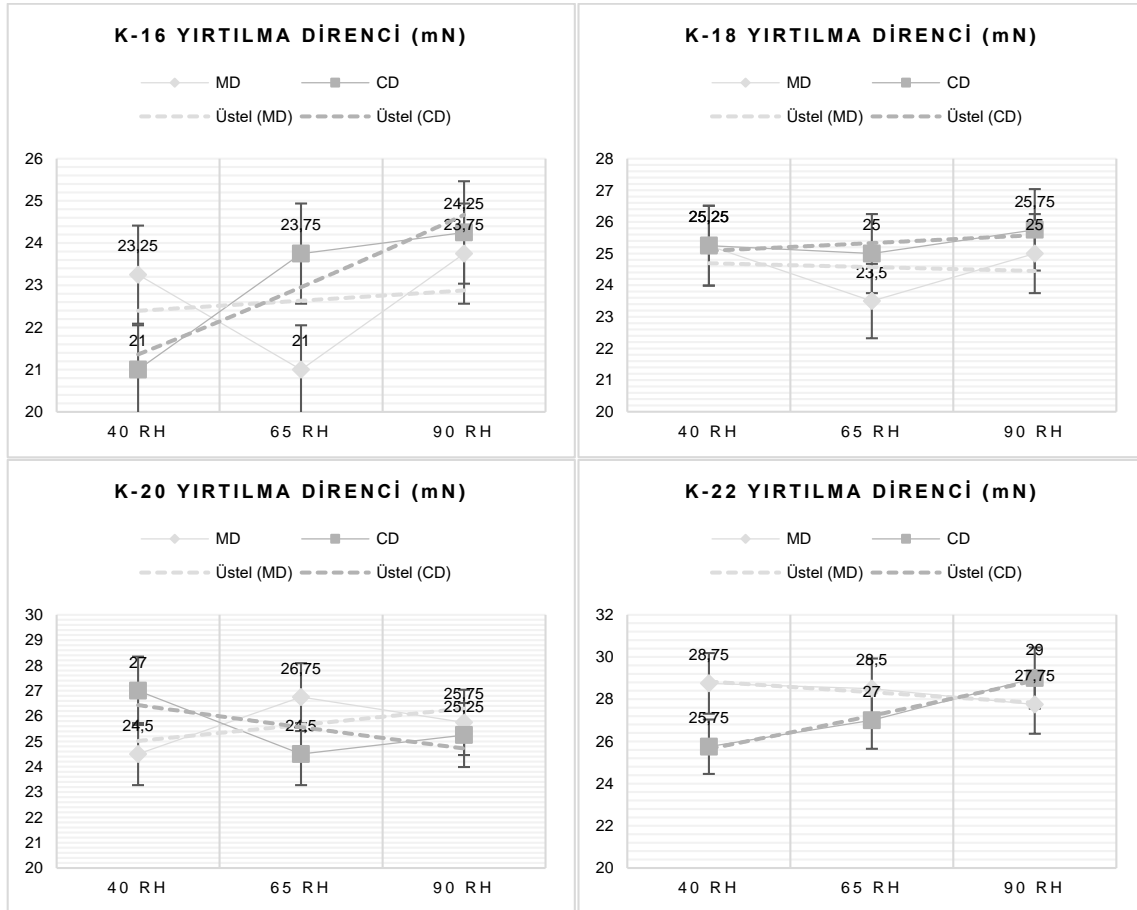 K-16 YIRTILMA DİRENCİ (mN)
MD
CD
Üstel (MD)
Üstel (CD)
26
25
24
23
22
21
20
23,25
21
23,75
21
24,25
23,75
40 RH
65 RH
90 RH
K-18 YIRTILMA DİRENCİ (mN)
MD
CD
Üstel (MD)
Üstel (CD)
28
27
26
25
24
23
22
21
20
25,25
25
23,5
25,75
25
40 RH
65 RH
90 RH
K-20 YIRTILMA DİRENCİ (mN)
MD
CD
Üstel (MD)
Üstel (CD)
30
29
28
27
26
25
24
23
22
21
20
27
24,5
26,75
24,5
25,75
25,25
40 RH
65 RH
90 RH
K-22 YIRTILMA DİRENCİ (mN)
MD
CD
Üstel (MD)
Üstel (CD)
32
30
28
26
24
22
20
28,75
25,75
28,5
27
29
27,75
40 RH
65 RH
90 RH